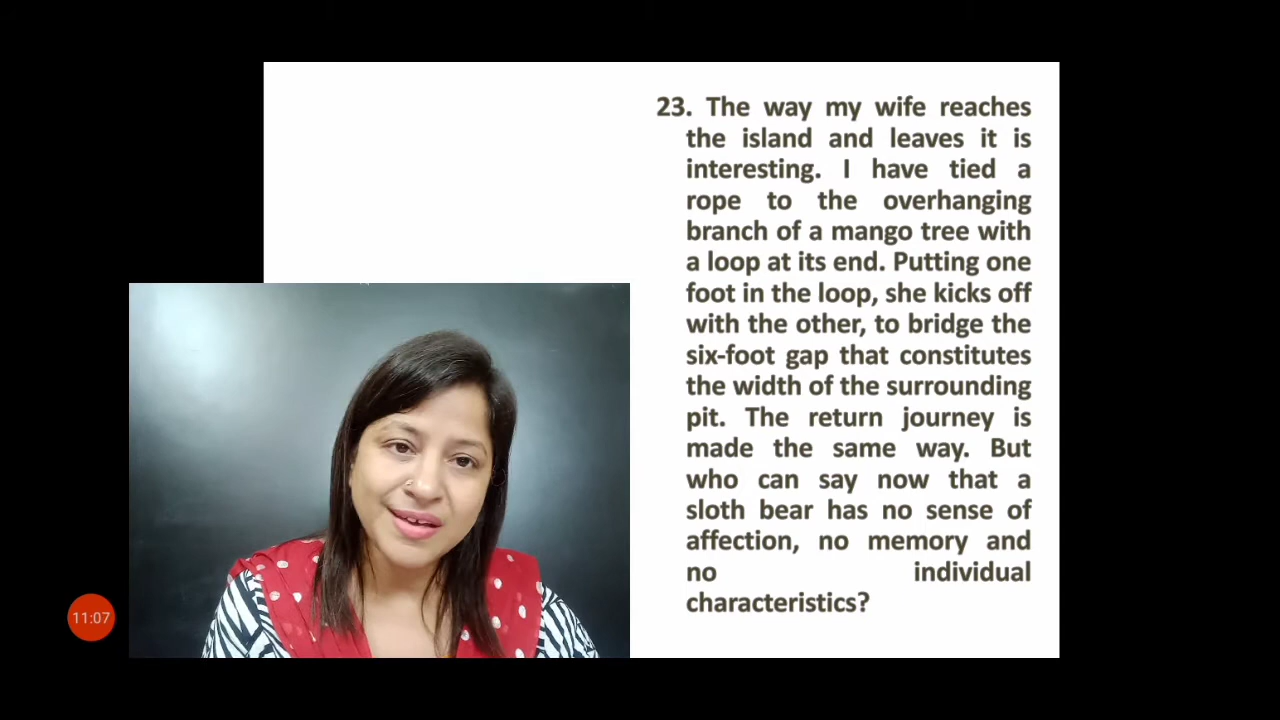 23. The way my wife reaches
the island and leaves it is
interesting. I have tied a
rope to the overhanging
branch of a mango tree with
a loop at its end. Putting one
foot in the loop, she kicks off
with the other, to bridge the
six-foot gap that constitutes
the width of the surrounding
pit. The return journey is
made the same way. But
who can say now that a
sloth bear has no sense of
affection, no memory and
no individual
characteristics?
11:07